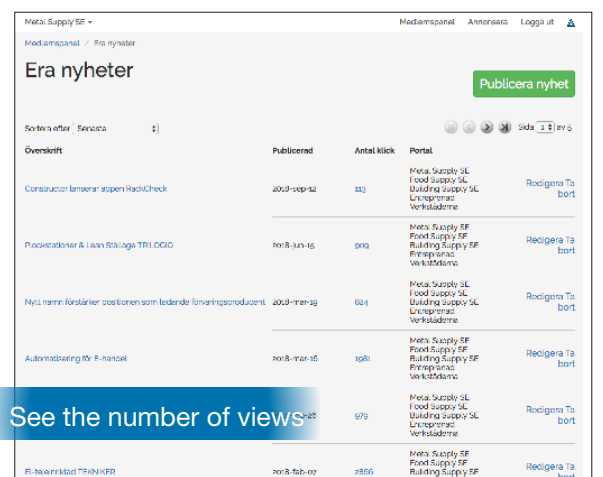 Metal Supply SE
Medlemspanel Annonsera Logga ut
Medlemspanel / Era nyheter
Era nyheter
Publicera nyhet
Sortera efter Senaste
Sida 1 av 5
Överskrift Publicerad Antal klick Portal
Constructor lanserar appen RackCheck 2018-sep-12 113
Metal Supply SE
Food Supply SE
Building Supply SE
Entreprenad
Verkstäderna
Redigera Ta
bort
Plockstationer & Lean Ställage TRILOGIQ 2018-jun-15 909
Metal Supply SE
Food Supply SE
Building Supply SE
Entreprenad
Verkstäderna
Redigera Ta
bort
Nytt namn förstärker positionen som ledande förvaringsproducent 2018-mar-19 824
Metal Supply SE
Food Supply SE
Building Supply SE
Entreprenad
Verkstäderna
Redigera Ta
bort
Automatisering för E-handel 2018-mar-16 1981
Metal Supply SE
Food Supply SE
Building Supply SE
Entreprenad
Verkstäderna
Redigera Ta
bort
See the number of views
979
Metal Supply SE
Food Supply SE
Building Supply SE
Entreprenad
Verkstäderna
Redigera Ta
bort
El-teleinriktad TEKNIKER 2018-feb-07 2866
Metal Supply SE
Food Supply SE
Building Supply SE
Entreprenad
Redigera Ta
bort